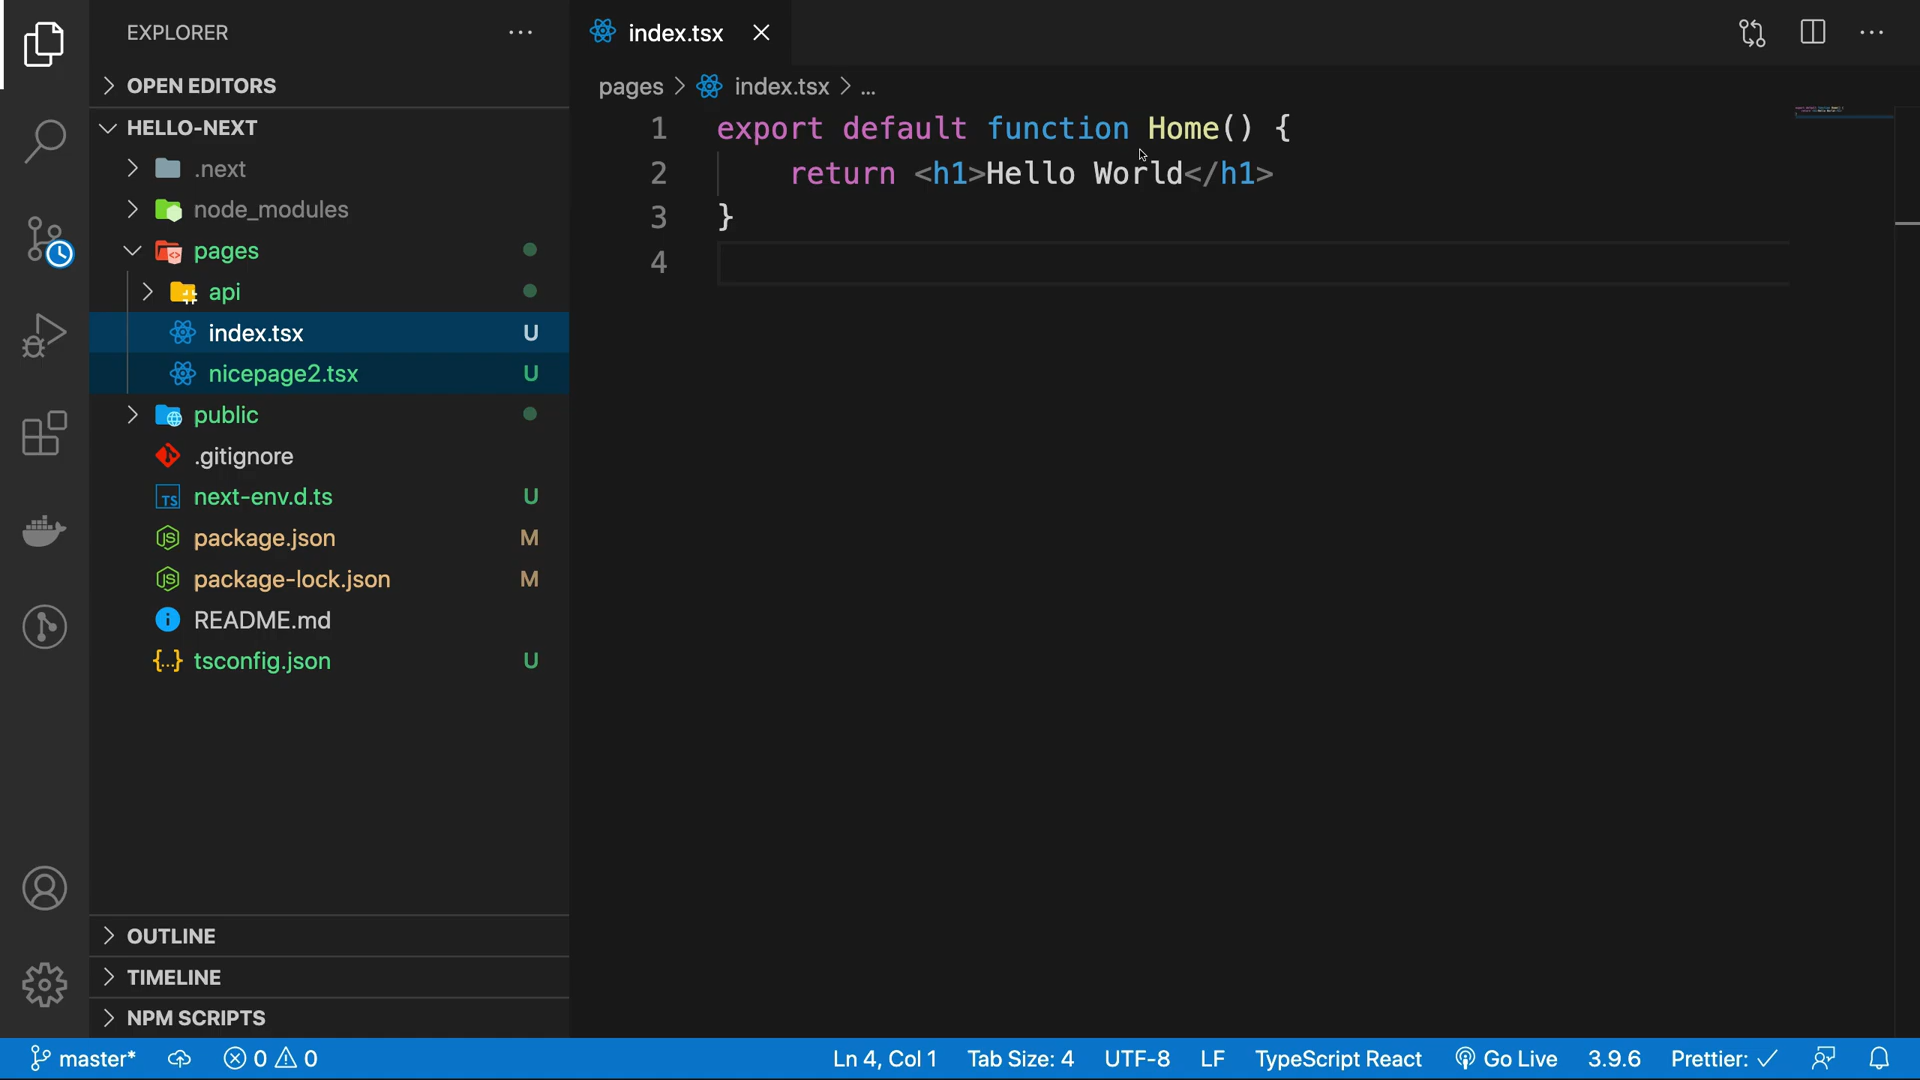 EXPLORER
OPEN EDITORS
HELLO-NEXT
.next
node_modules
pages
api
index.tsx U
nicepage2.tsx U
public
.gitignore
TS next-env.d.ts U
JS package.json M
JS package-lock.json M
i README.md
{...} tsconfig.json U
OUTLINE
TIMELINE
NPM SCRIPTS
index.tsx
pages > index.tsx > ...
1 export default function Home() {
2 return <h1>Hello World</h1>
3 }
4
master* 0 0 Ln 4, Col 1 Tab Size: 4 UTF-8 LF TypeScript React Go Live 3.9.6 Prettier: ✓